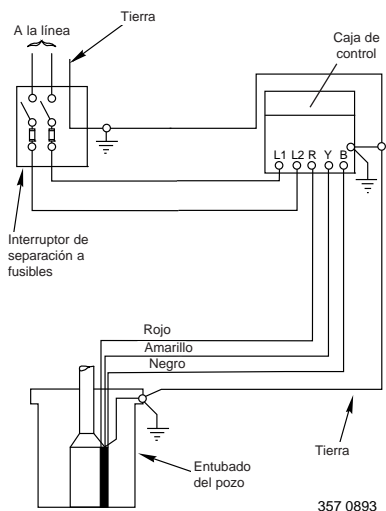 Tierra
A la línea
Caja de
control
L1 L2 R Y B
Interruptor de
separación a
fusibles
Rojo
Amarillo
Negro
Entubado
del pozo
Tierra
357 0893